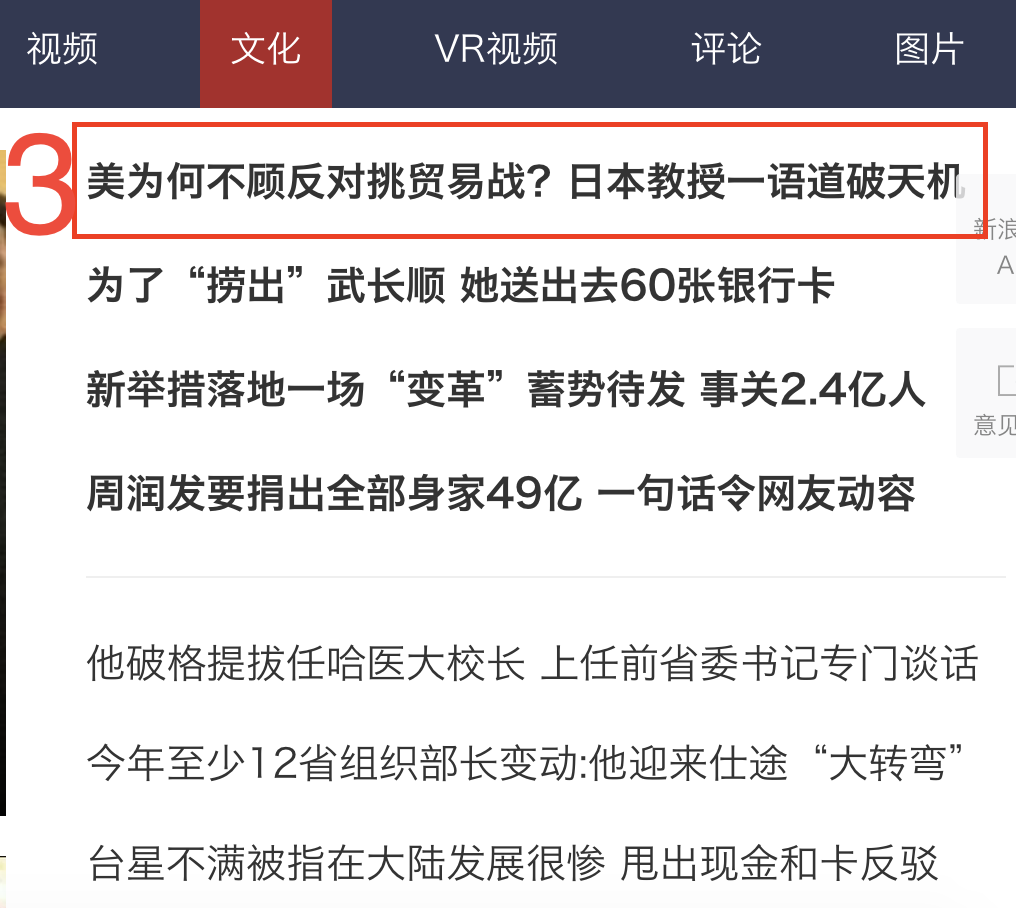 视频 文化 VR视频 评论 图片
3
美为何不顾反对挑贸易战？日本教授一语道破天机
新浪
A
为了“捞出”武长顺 她送出去60张银行卡
新举措落地一场“变革”蓄势待发 事关2.4亿人
意见
周润发要捐出全部身家49亿 一句话令网友动容
他破格提拔任哈医大校长 上任前省委书记专门谈话
今年至少12省组织部长变动:他迎来仕途“大转弯”
台星不满被指在大陆发展很惨 甩出现金和卡反驳